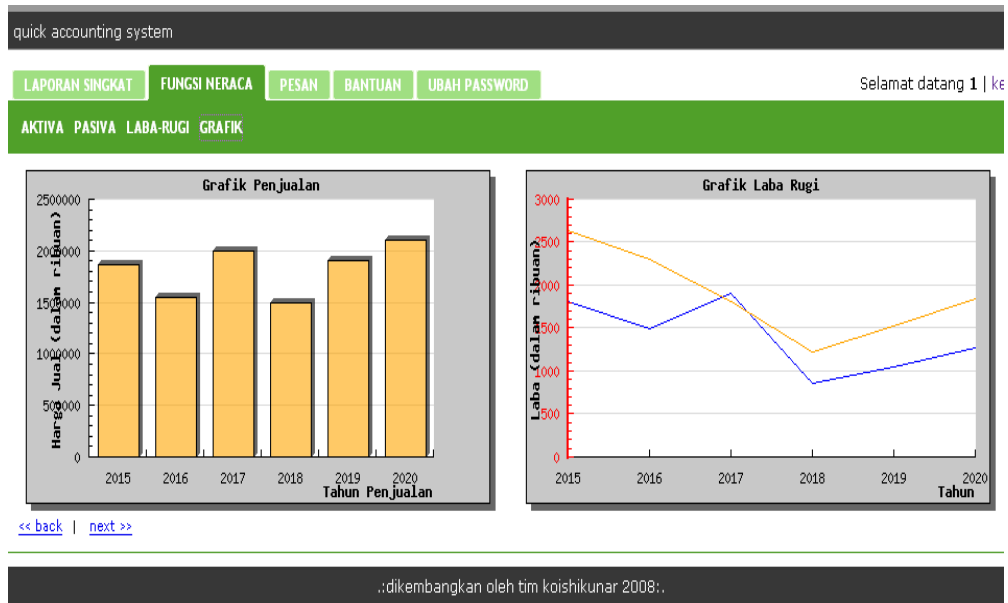 quick accounting system
LAPORAN SINGKAT FUNGSI NERACA PESAN BANTUAN UBAH PASSWORD
Selamat datang 1 | ke
AKTIVA PASIVA LABA-RUGI GRAFIK
Grafik Penjualan
Harga Jual (dalam ribuan)
2500000
2000000
1500000
1000000
500000
0
2015 2016 2017 2018 2019 2020
Tahun Penjualan
Grafik Laba Rugi
Laba (dalam ribuan)
3000
2500
2000
1500
1000
500
0
2015 2016 2017 2018 2019 2020
Tahun
<< back | next >>
.:dikembangkan oleh tim koishikunar 2008:.